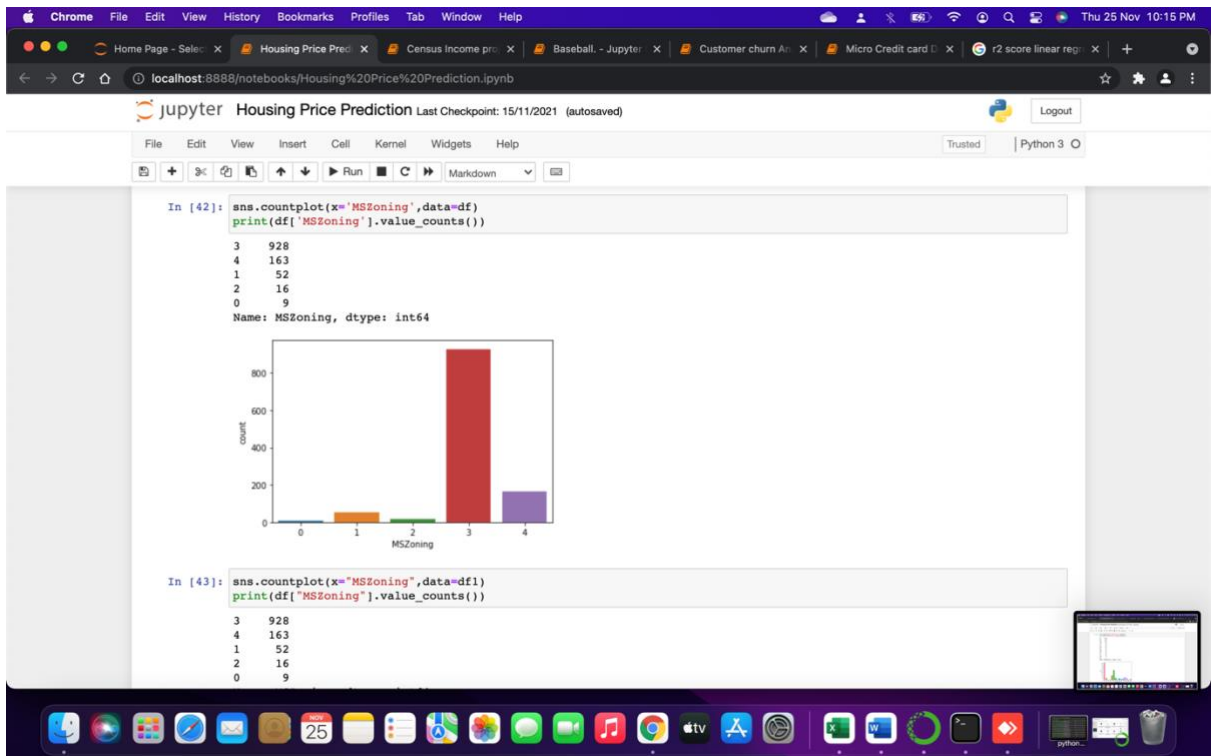 Chrome File Edit View History Bookmarks Profiles Tab Window Help Thu 25 Nov 10:15 PM
Home Page - Selec Housing Price Pred Census Income pro Baseball. - Jupyter Customer churn An Micro Credit card D r2 score linear regr
localhost:8888/notebooks/Housing%20Price%20Prediction.ipynb
jupyter Housing Price Prediction Last Checkpoint: 15/11/2021 (autosaved) Logout
File Edit View Insert Cell Kernel Widgets Help Trusted Python 3
Run Markdown
In [42]: sns.countplot(x='MSZoning',data=df)
print(df['MSZoning'].value_counts())
3 928
4 163
1 52
2 16
0 9
Name: MSZoning, dtype: int64
800
600
400
200
0
count
0 1 2 3 4
MSZoning
In [43]: sns.countplot(x="MSZoning",data=df1)
print(df["MSZoning"].value_counts())
3 928
4 163
1 52
2 16
0 9
NOV
25
tv
python...